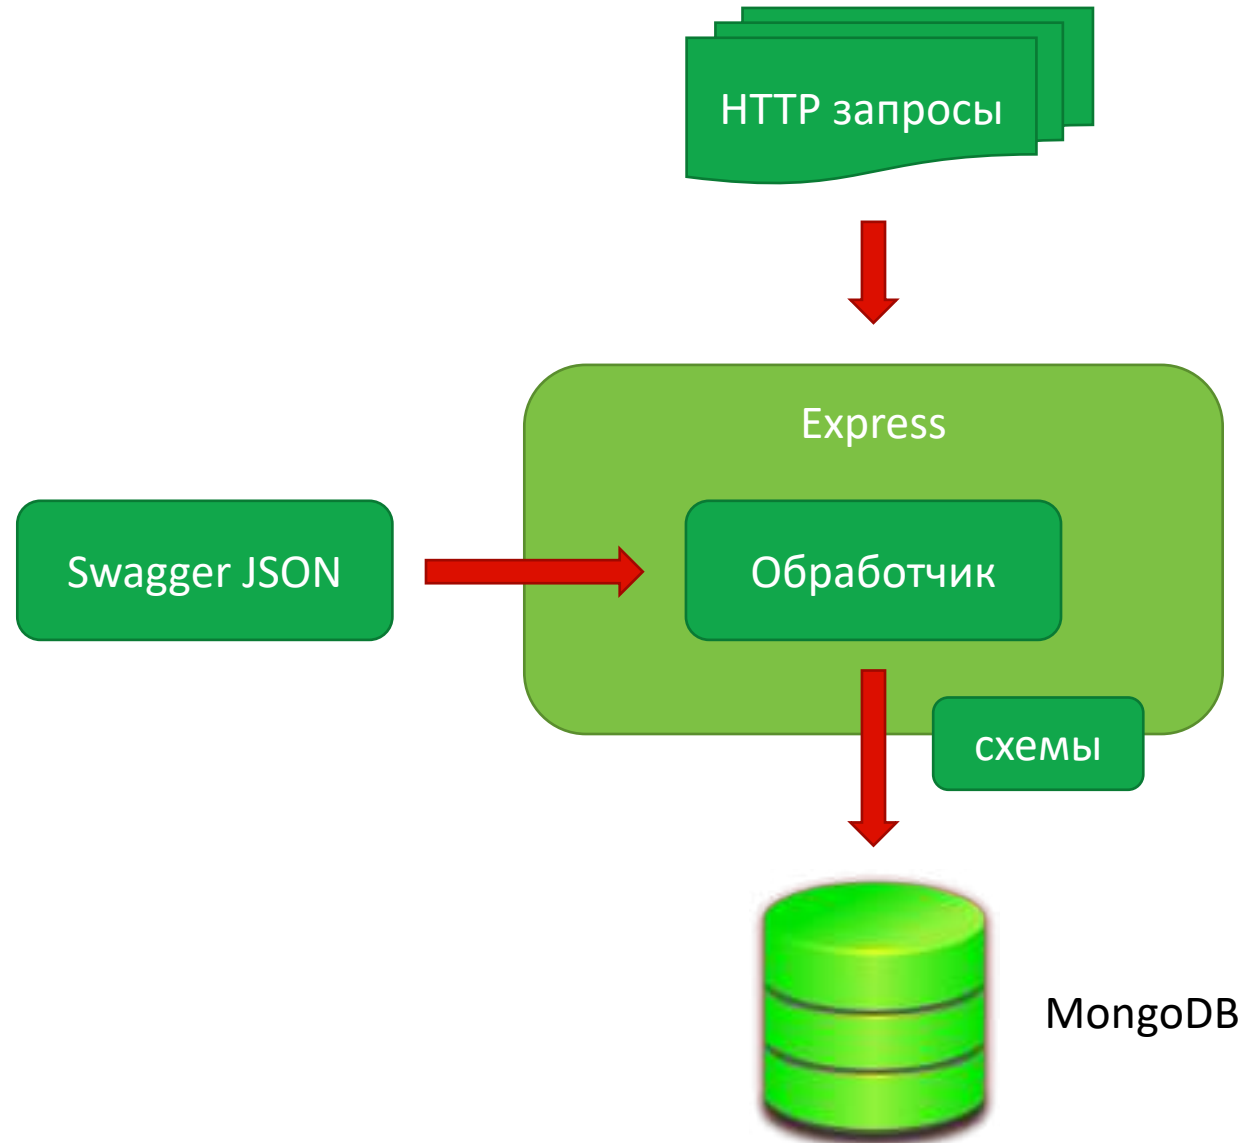 HTTP запросы
Express
Swagger JSON
Обработчик
схемы
MongoDB